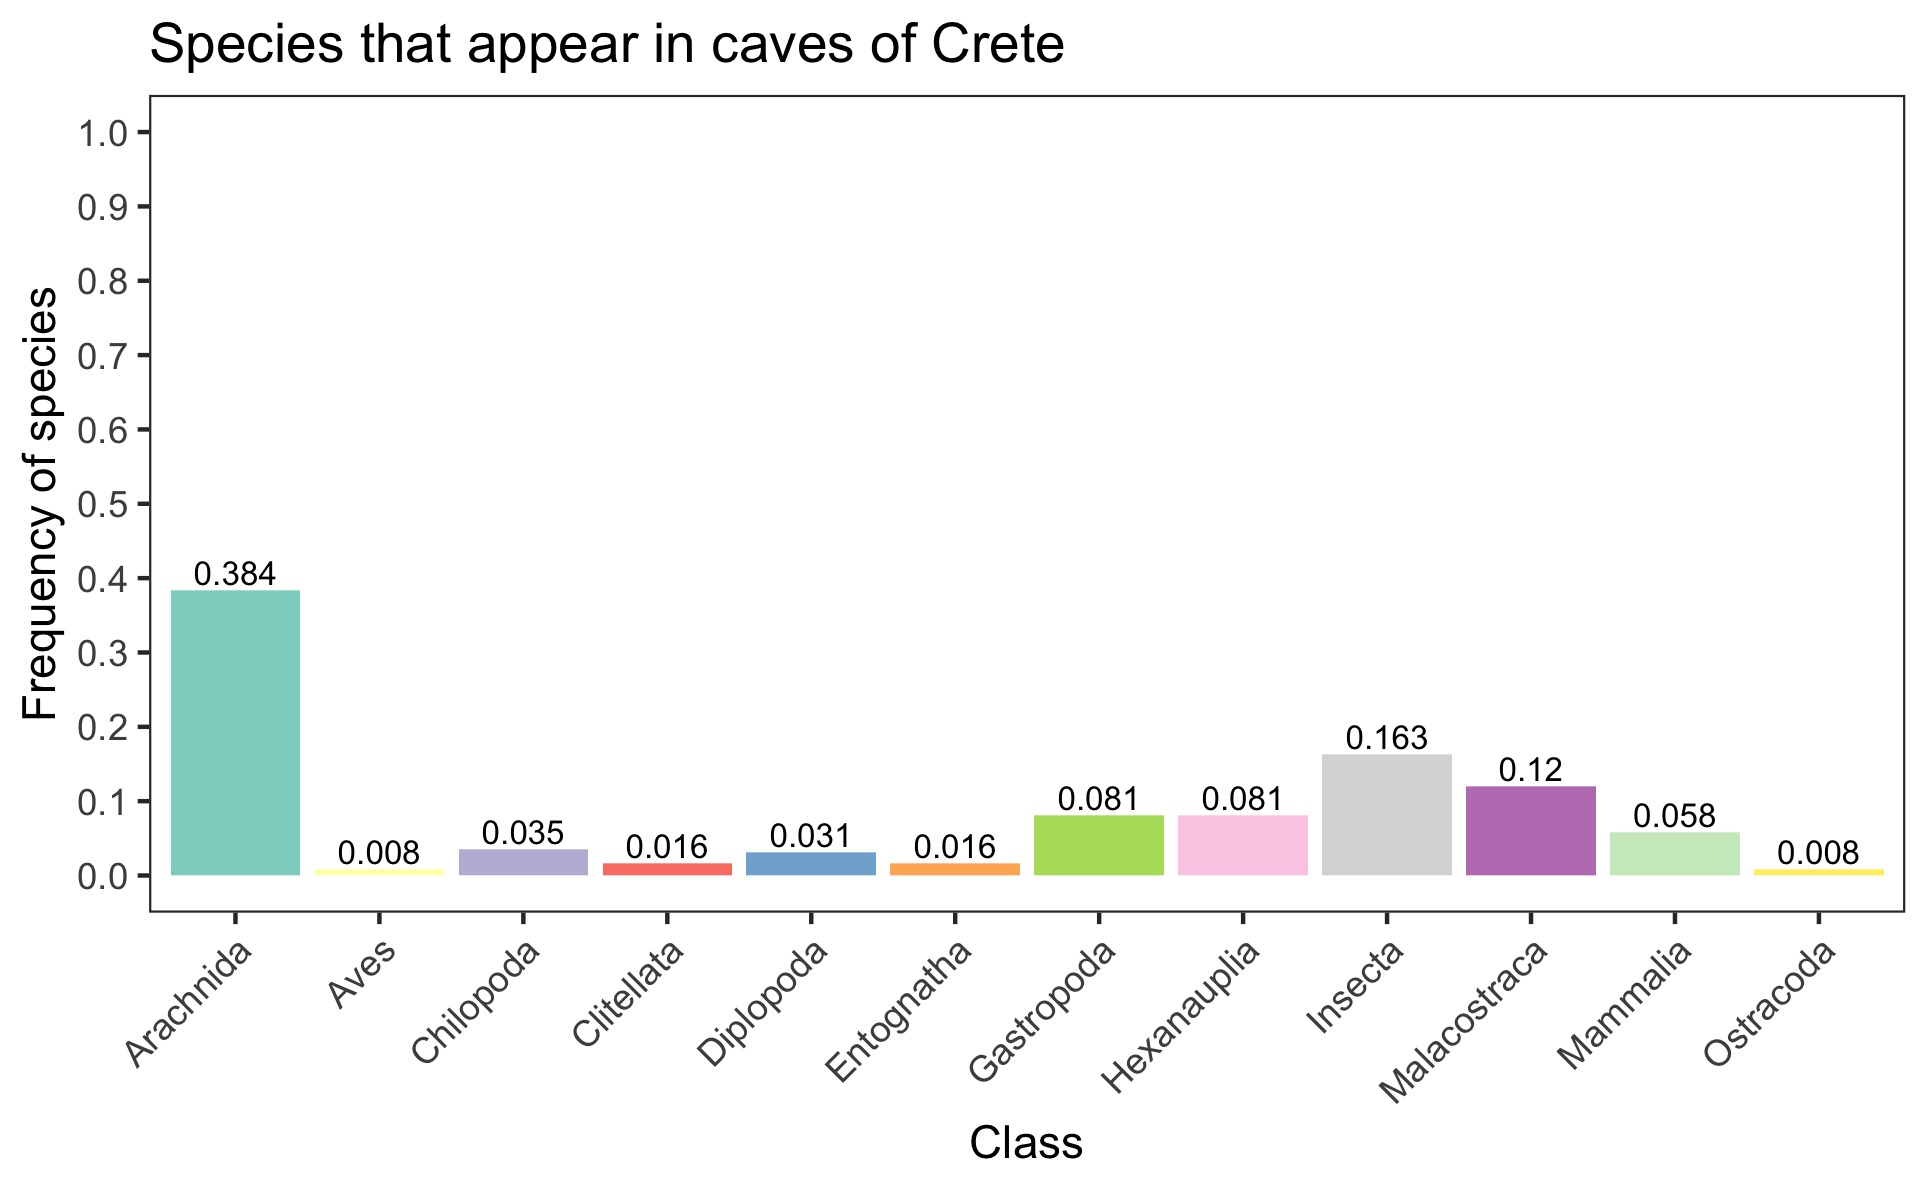 Species that appear in caves of Crete
Frequency of species
1.0
0.9
0.8
0.7
0.6
0.5
0.4
0.3
0.2
0.1
0.0
0.384
0.008
0.035
0.016
0.031
0.016
0.081
0.081
0.163
0.12
0.058
0.008
Arachnida
Aves
Chilopoda
Clitellata
Diplopoda
Entognatha
Gastropoda
Hexanauplia
Insecta
Malacostraca
Mammalia
Ostracoda
Class